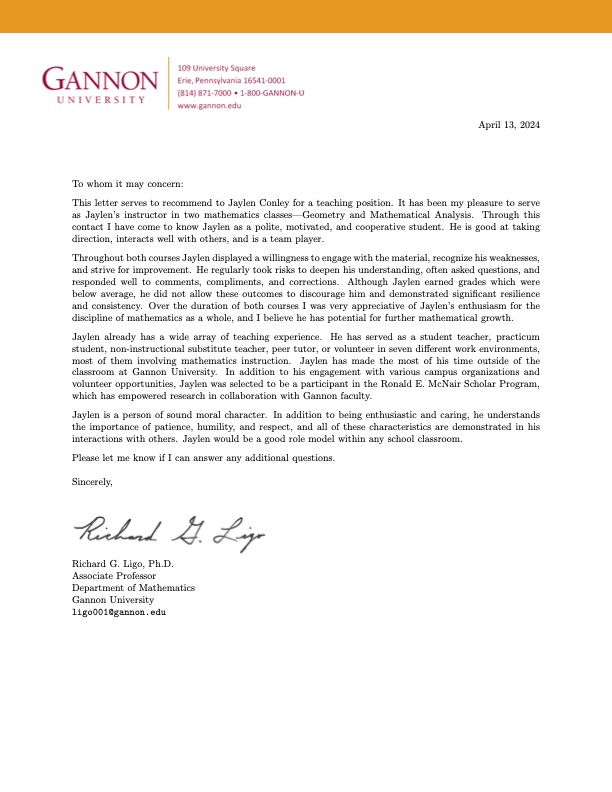 GANNON
UNIVERSITY
109 University Square
Erie, Pennsylvania 16541-0001
(814) 871-7000 • 1-800-GANNON-U
www.gannon.edu
April 13, 2024
To whom it may concern:
This letter serves to recommend to Jaylen Conley for a teaching position. It has been my pleasure to serve
as Jaylen's instructor in two mathematics classes—Geometry and Mathematical Analysis. Through this
contact I have come to know Jaylen as a polite, motivated, and cooperative student. He is good at taking
direction, interacts well with others, and is a team player.
Throughout both courses Jaylen displayed a willingness to engage with the material, recognize his weaknesses,
and strive for improvement. He regularly took risks to deepen his understanding, often asked questions, and
responded well to comments, compliments, and corrections. Although Jaylen earned grades which were
below average, he did not allow these outcomes to discourage him and demonstrated significant resilience
and consistency. Over the duration of both courses I was very appreciative of Jaylen's enthusiasm for the
discipline of mathematics as a whole, and I believe he has potential for further mathematical growth.
Jaylen already has a wide array of teaching experience. He has served as a student teacher, practicum
student, non-instructional substitute teacher, peer tutor, or volunteer in seven different work environments,
most of them involving mathematics instruction. Jaylen has made the most of his time outside of the
classroom at Gannon University. In addition to his engagement with various campus organizations and
volunteer opportunities, Jaylen was selected to be a participant in the Ronald E. McNair Scholar Program,
which has empowered research in collaboration with Gannon faculty.
Jaylen is a person of sound moral character. In addition to being enthusiastic and caring, he understands
the importance of patience, humility, and respect, and all of these characteristics are demonstrated in his
interactions with others. Jaylen would be a good role model within any school classroom.
Please let me know if I can answer any additional questions.
Sincerely,
Richard G. Ligo
Richard G. Ligo, Ph.D.
Associate Professor
Department of Mathematics
Gannon University
ligo001@gannon.edu